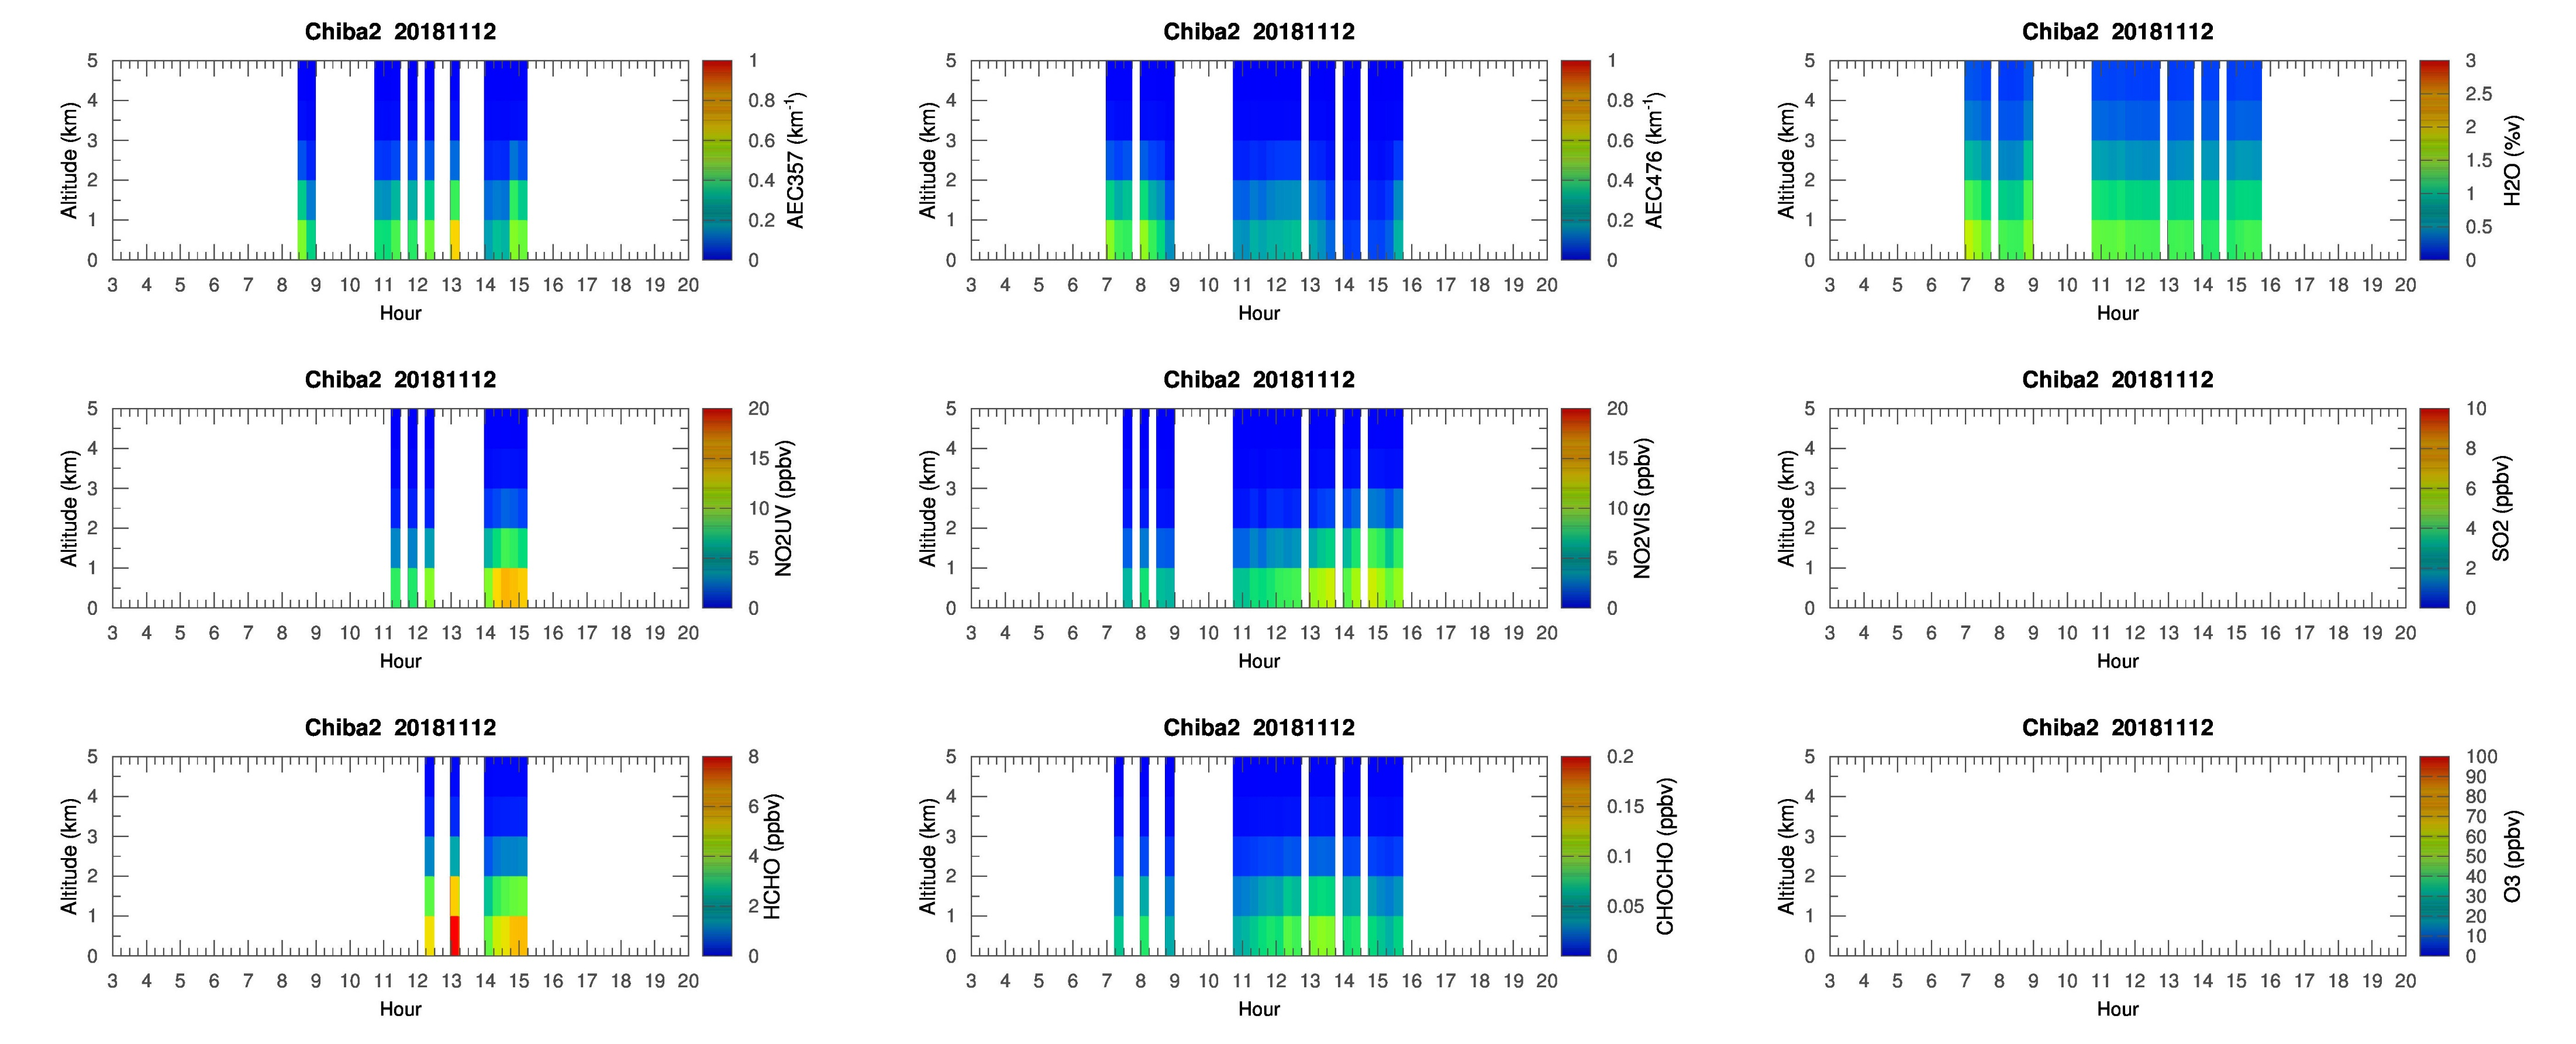 Chiba2 20181112
5
4
3
2
1
0
Altitude (km)
3 4 5 6 7 8 9 10 11 12 13 14 15 16 17 18 19 20
Hour
1
0.8
0.6
0.4
0.2
0
AEC357 (km-1)
Chiba2 20181112
5
4
3
2
1
0
Altitude (km)
3 4 5 6 7 8 9 10 11 12 13 14 15 16 17 18 19 20
Hour
1
0.8
0.6
0.4
0.2
0
AEC476 (km-1)
Chiba2 20181112
5
4
3
2
1
0
Altitude (km)
3 4 5 6 7 8 9 10 11 12 13 14 15 16 17 18 19 20
Hour
3
2.5
2
1.5
1
0.5
0
H2O (%v)
Chiba2 20181112
5
4
3
2
1
0
Altitude (km)
3 4 5 6 7 8 9 10 11 12 13 14 15 16 17 18 19 20
Hour
20
15
10
5
0
NO2UV (ppbv)
Chiba2 20181112
5
4
3
2
1
0
Altitude (km)
3 4 5 6 7 8 9 10 11 12 13 14 15 16 17 18 19 20
Hour
20
15
10
5
0
NO2VIS (ppbv)
Chiba2 20181112
5
4
3
2
1
0
Altitude (km)
3 4 5 6 7 8 9 10 11 12 13 14 15 16 17 18 19 20
Hour
10
8
6
4
2
0
SO2 (ppbv)
Chiba2 20181112
5
4
3
2
1
0
Altitude (km)
3 4 5 6 7 8 9 10 11 12 13 14 15 16 17 18 19 20
Hour
8
6
4
2
0
HCHO (ppbv)
Chiba2 20181112
5
4
3
2
1
0
Altitude (km)
3 4 5 6 7 8 9 10 11 12 13 14 15 16 17 18 19 20
Hour
0.2
0.15
0.1
0.05
0
CHOCHO (ppbv)
Chiba2 20181112
5
4
3
2
1
0
Altitude (km)
3 4 5 6 7 8 9 10 11 12 13 14 15 16 17 18 19 20
Hour
100
90
80
70
60
50
40
30
20
10
0
O3 (ppbv)